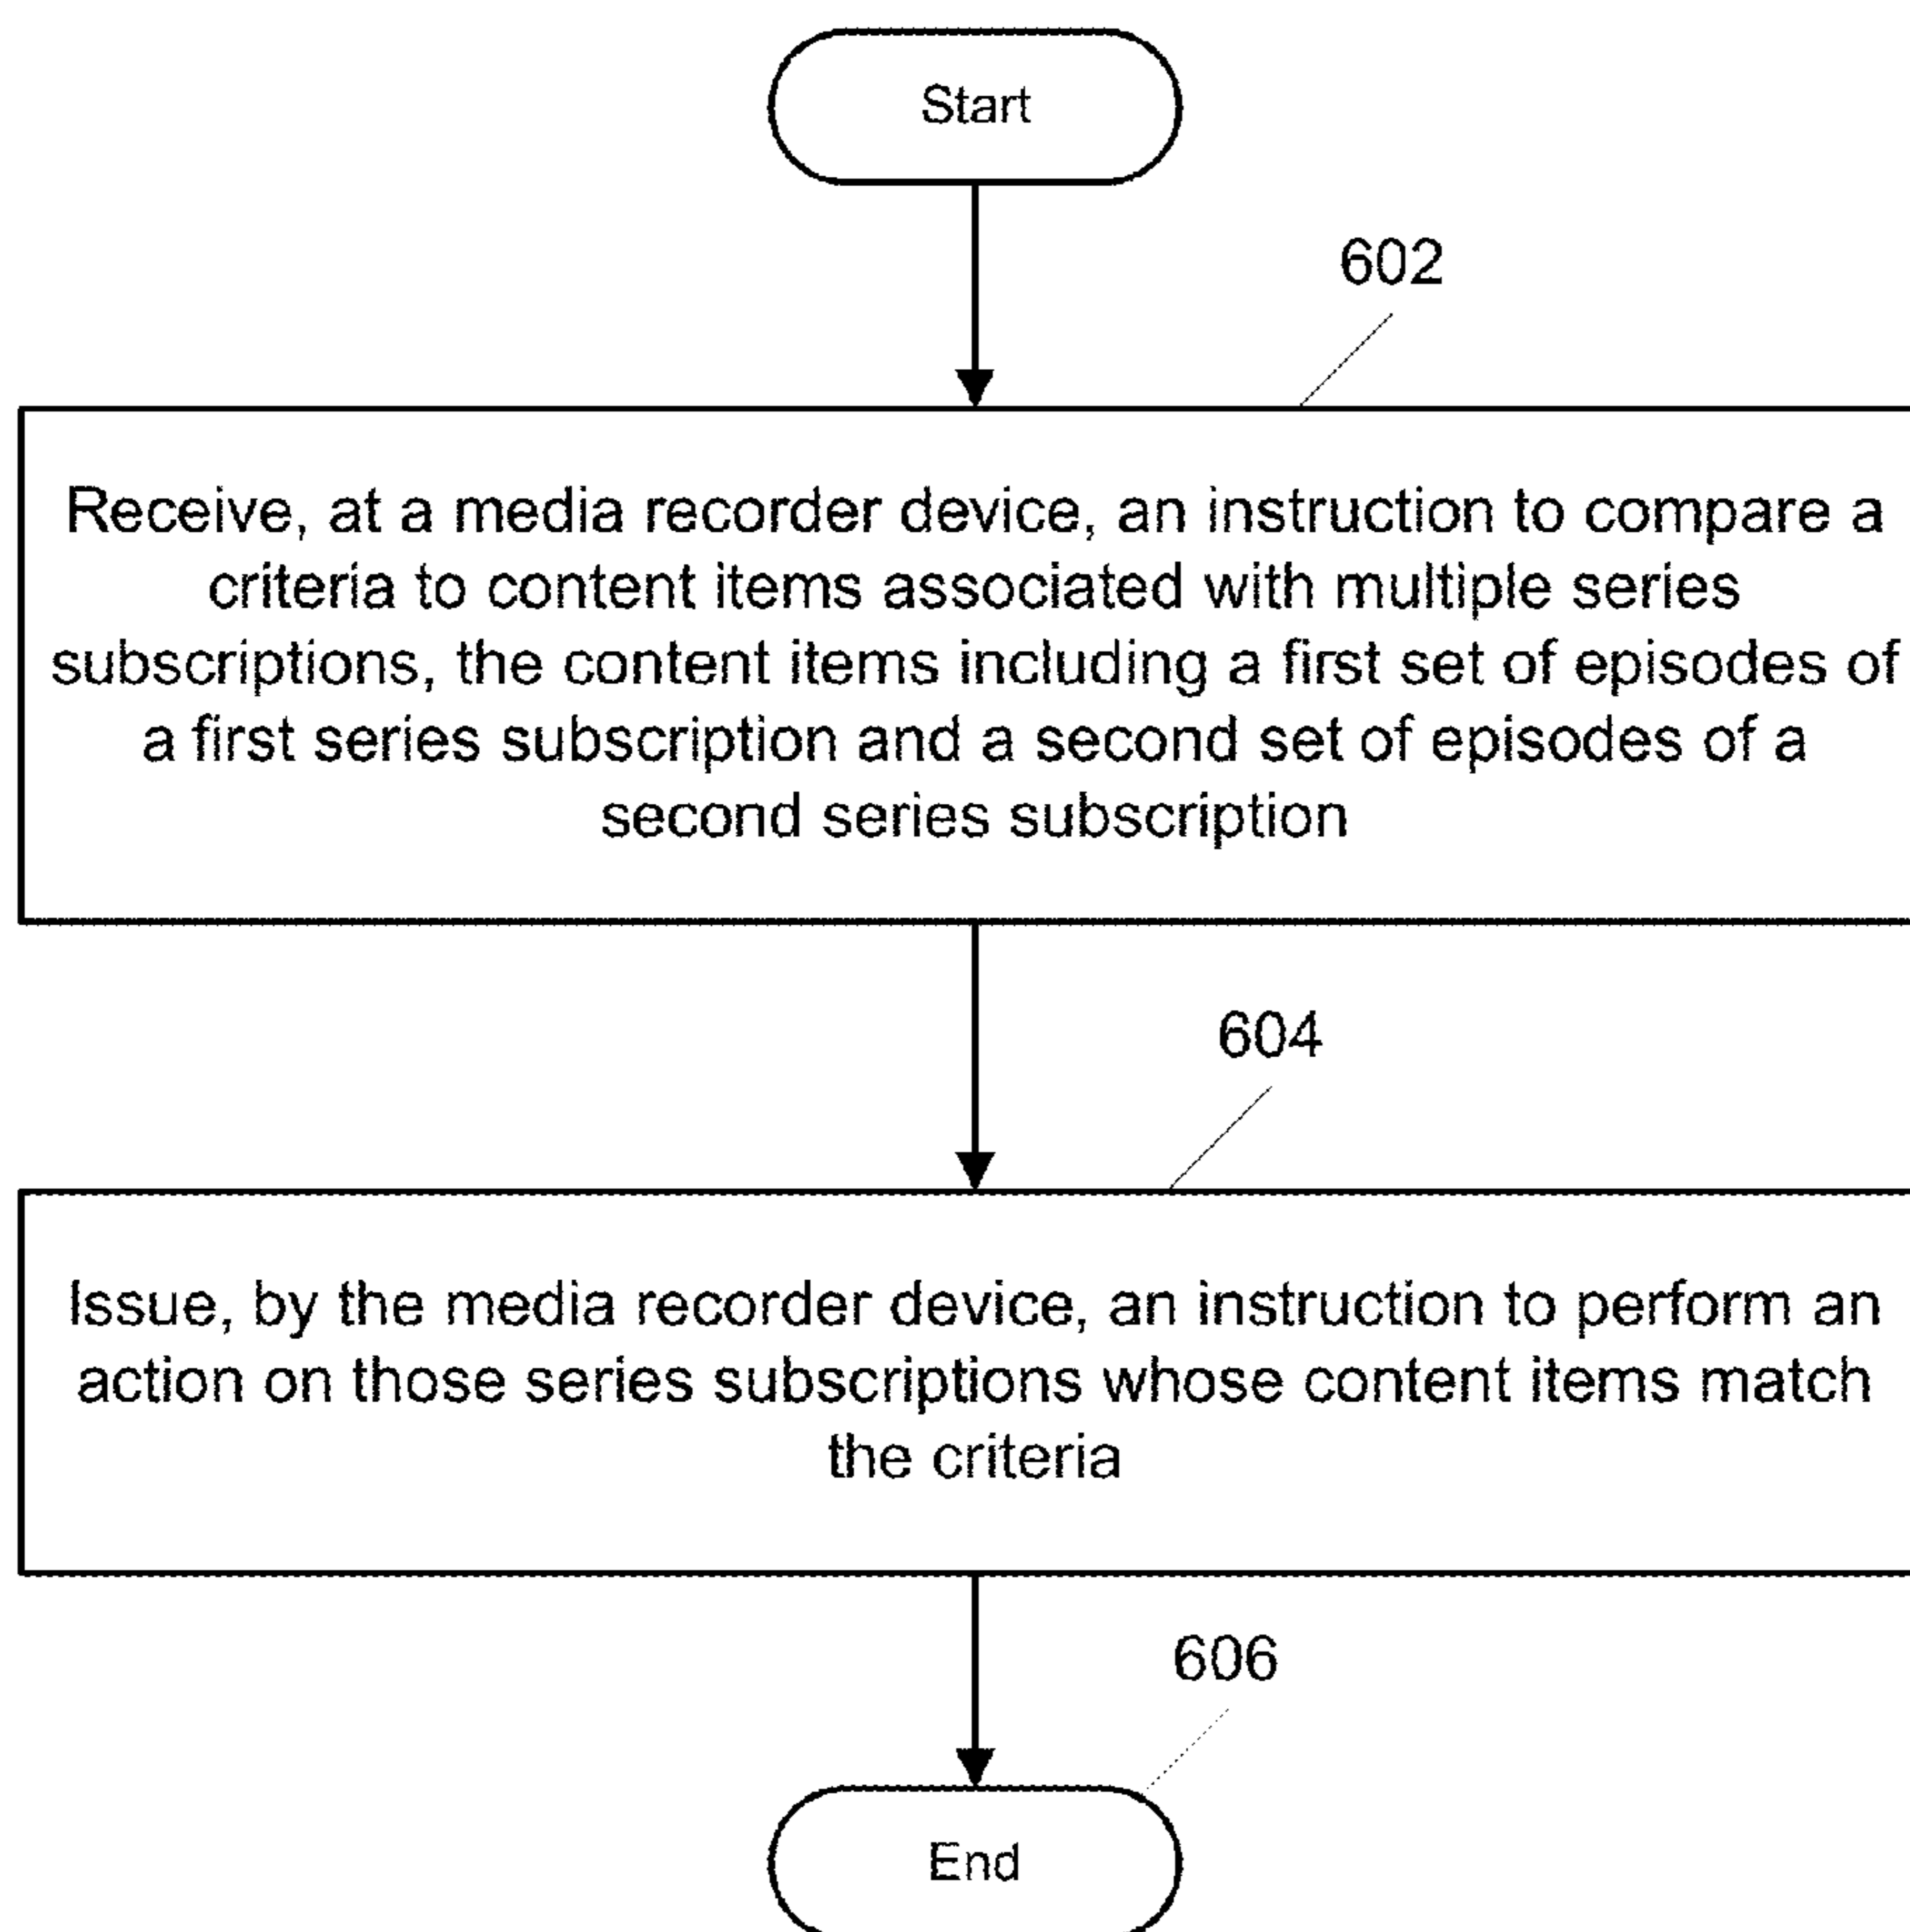 Start
602
Receive, at a media recorder device, an instruction to compare a
criteria to content items associated with multiple series
subscriptions, the content items including a first set of episodes of
a first series subscription and a second set of episodes of a
second series subscription
604
Issue, by the media recorder device, an instruction to perform an
action on those series subscriptions whose content items match
the criteria
606
End